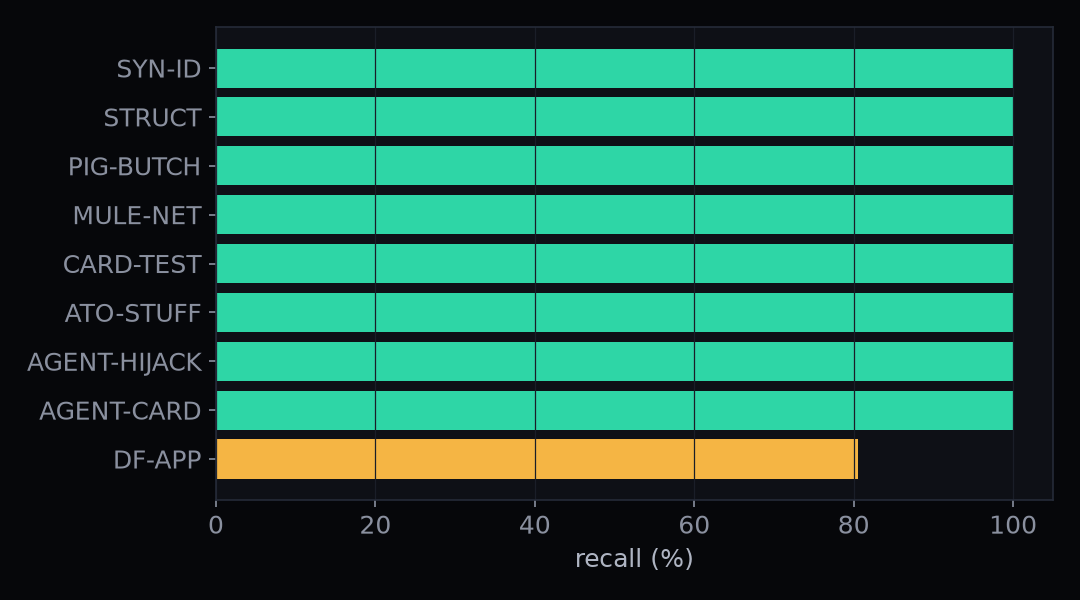 SYN-ID
STRUCT
PIG-BUTCH
MULE-NET
CARD-TEST
ATO-STUFF
AGENT-HIJACK
AGENT-CARD
DF-APP
0 20 40 60 80 100
recall (%)